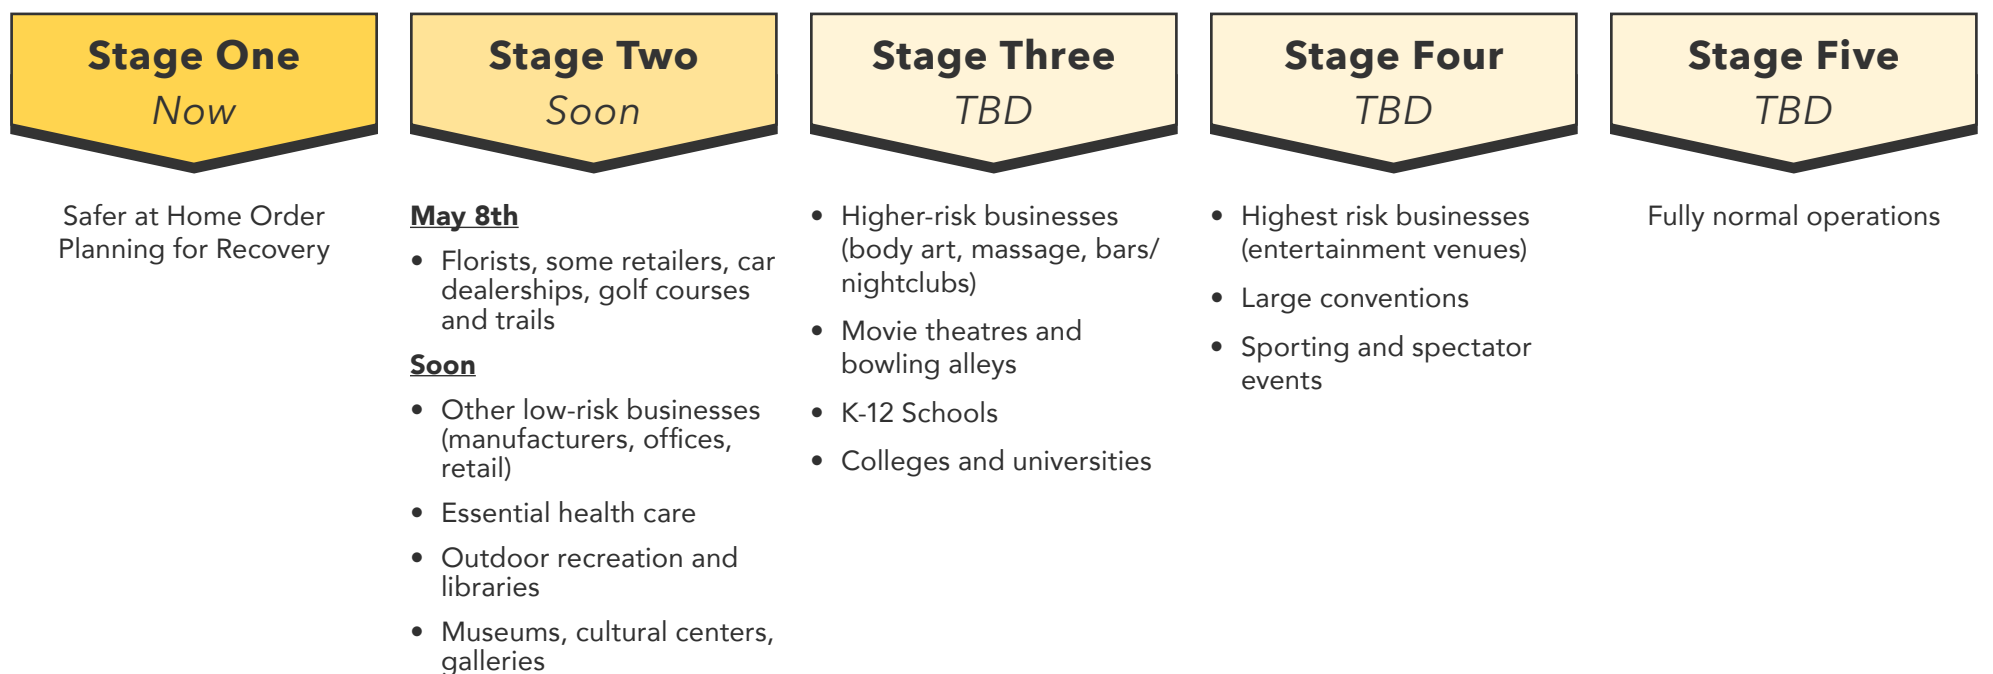 Stage One
Now
Safer at Home Order
Planning for Recovery
Stage Two
Soon
May 8th
• Florists, some retailers, car
dealerships, golf courses
and trails
Soon
• Other low-risk businesses
(manufacturers, offices,
retail)
• Essential health care
• Outdoor recreation and
libraries
• Museums, cultural centers,
galleries
Stage Three
TBD
• Higher-risk businesses
(body art, massage, bars/
nightclubs)
• Movie theatres and
bowling alleys
• K-12 Schools
• Colleges and universities
Stage Four
TBD
• Highest risk businesses
(entertainment venues)
• Large conventions
• Sporting and spectator
events
Stage Five
TBD
Fully normal operations